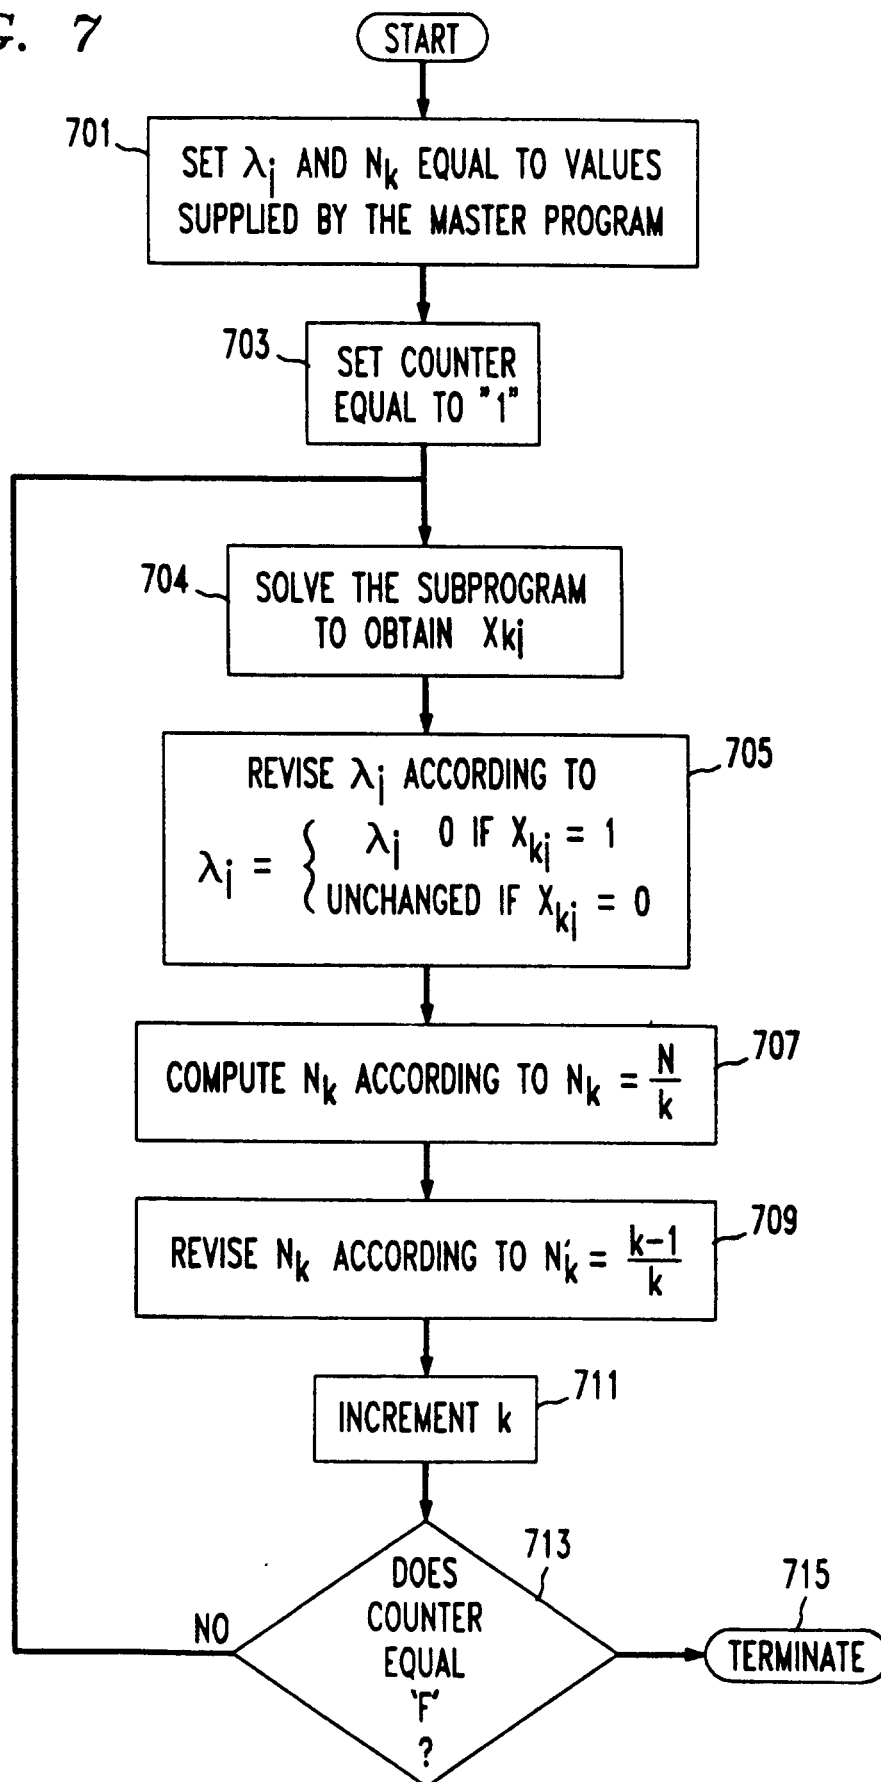 G. 7
START
701
SET λj AND Nk EQUAL TO VALUES
SUPPLIED BY THE MASTER PROGRAM
703
SET COUNTER
EQUAL TO "1"
704
SOLVE THE SUBPROGRAM
TO OBTAIN Xkj
705
REVISE λj ACCORDING TO
λj = { λj 0 IF Xkj = 1
UNCHANGED IF Xkj = 0
707
COMPUTE Nk ACCORDING TO Nk = N/k
709
REVISE Nk ACCORDING TO N'k = k-1/k
711
INCREMENT k
713
DOES
COUNTER
EQUAL
'F'
?
NO
715
TERMINATE